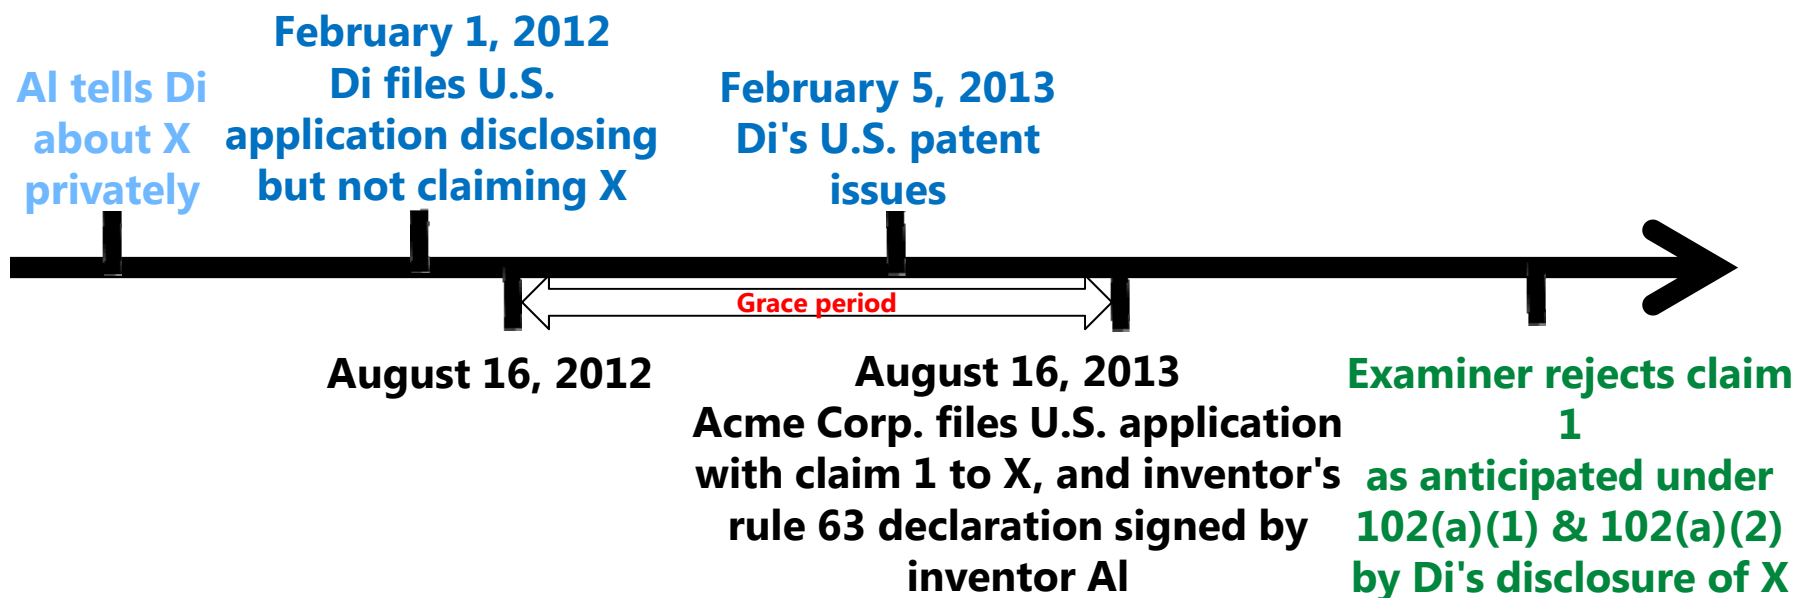 Al tells Di
about X
privately
February 1, 2012
Di files U.S.
application disclosing
but not claiming X
February 5, 2013
Di's U.S. patent
issues
Grace period
August 16, 2012
August 16, 2013
Acme Corp. files U.S. application
with claim 1 to X, and inventor's
rule 63 declaration signed by
inventor Al
Examiner rejects claim
1
as anticipated under
102(a)(1) & 102(a)(2)
by Di's disclosure of X